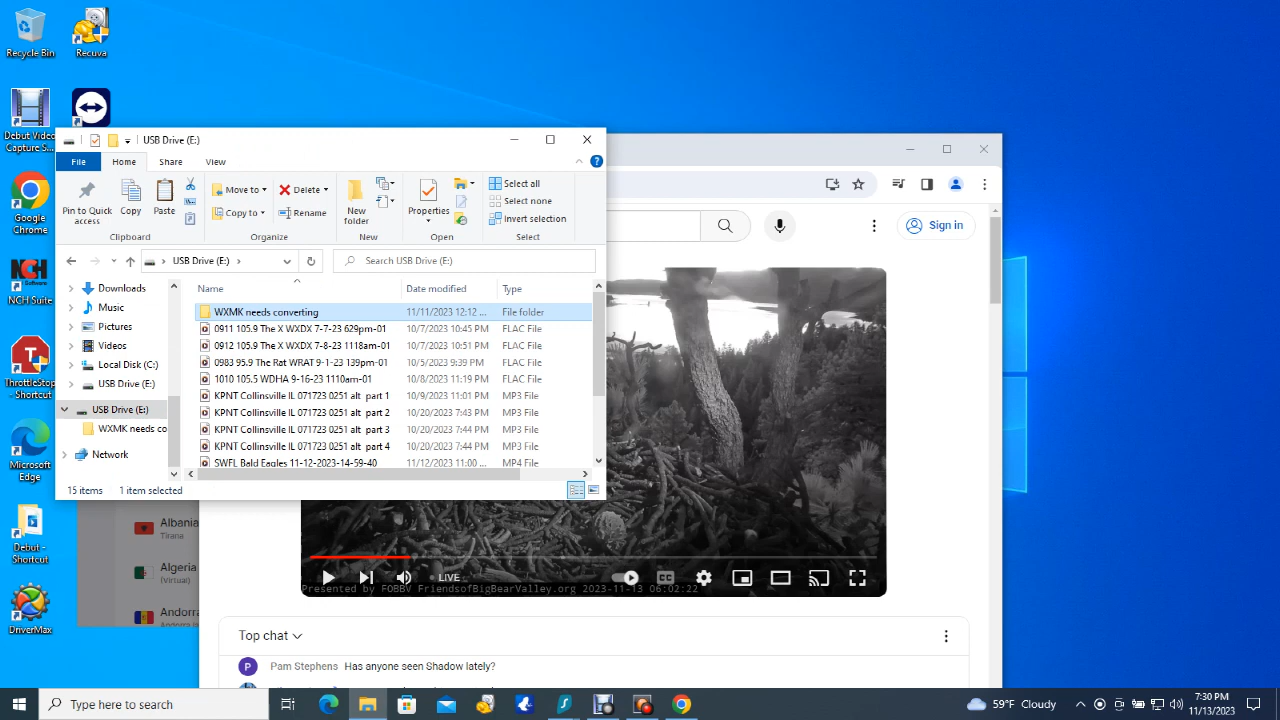 Recycle Bin
Recuva
Debut Video
Capture S...
Google
Chrome
NCH Suite
ThrottleStop
- Shortcut
Microsoft
Edge
Debut -
Shortcut
DriverMax
USB Drive (E:)
File
Home
Share
View
Pin to Quick
access
Copy
Paste
Clipboard
Move to
Copy to
Delete
Rename
Organize
New
folder
New
Properties
Open
Select all
Select none
Invert selection
Select
USB Drive (E:)
Search USB Drive (E:)
Downloads
Music
Pictures
Videos
Local Disk (C:)
USB Drive (E:)
USB Drive (E:)
WXMK needs co
Network
Name
Date modified
Type
WXMK needs converting 11/11/2023 12:12 ... File folder
0911 105.9 The X WXDX 7-7-23 629pm-01 10/7/2023 10:45 PM FLAC File
0912 105.9 The X WXDX 7-8-23 1118am-01 10/7/2023 10:51 PM FLAC File
0983 95.9 The Rat WRAT 9-1-23 139pm-01 10/5/2023 9:39 PM FLAC File
1010 105.5 WDHA 9-16-23 1110am-01 10/8/2023 11:19 PM FLAC File
KPNT Collinsville IL 071723 0251 alt part 1 10/9/2023 11:01 PM MP3 File
KPNT Collinsville IL 071723 0251 alt part 2 10/20/2023 7:43 PM MP3 File
KPNT Collinsville IL 071723 0251 alt part 3 10/20/2023 7:44 PM MP3 File
KPNT Collinsville IL 071723 0251 alt part 4 10/20/2023 7:44 PM MP3 File
SWFL Bald Eagles 11-12-2023-14-59-40 11/12/2023 11:00 ... MP4 File
15 items
1 item selected
Sign in
Albania
Tirana
Algeria
(Virtual)
Andorra
LIVE
CC
Presented by FOBBV FriendsofBigBearValley.org 2023-11-13 06:02:22
Top chat
P
Pam Stephens Has anyone seen Shadow lately?
Type here to search
59°F Cloudy
7:30 PM
11/13/2023